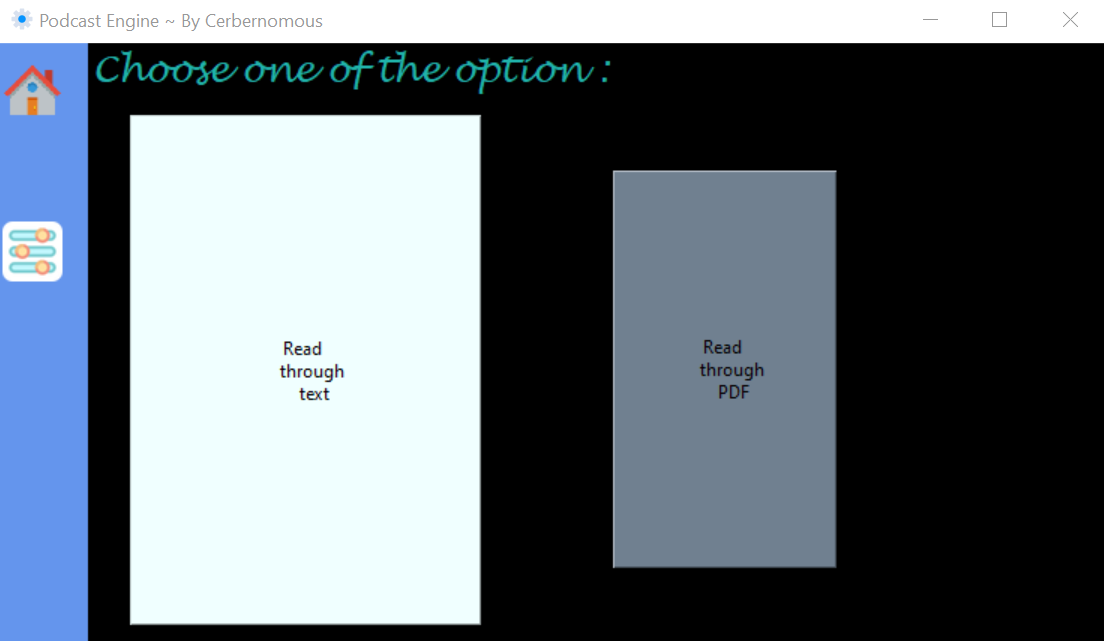 Podcast Engine ~ By Cerbernomous
Choose one of the option :
Read
through
text
Read
through
PDF